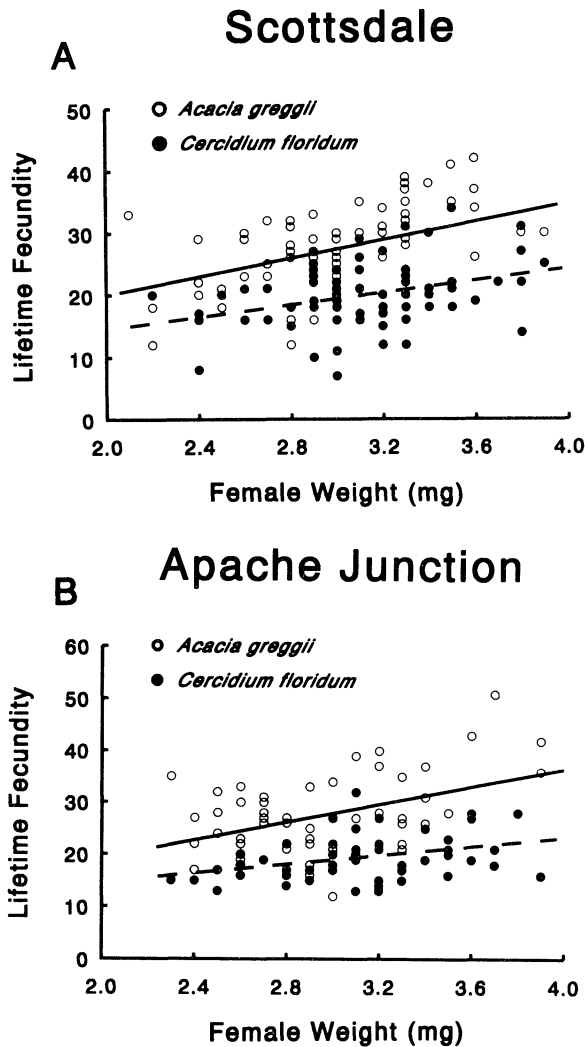 Scottsdale
A
Acacia greggii
Cercidium floridum
50
40
30
20
10
0
Lifetime Fecundity
2.0 2.4 2.8 3.2 3.6 4.0
Female Weight (mg)
Apache Junction
B
Acacia greggii
Cercidium floridum
60
50
40
30
20
10
0
Lifetime Fecundity
2.0 2.4 2.8 3.2 3.6 4.0
Female Weight (mg)